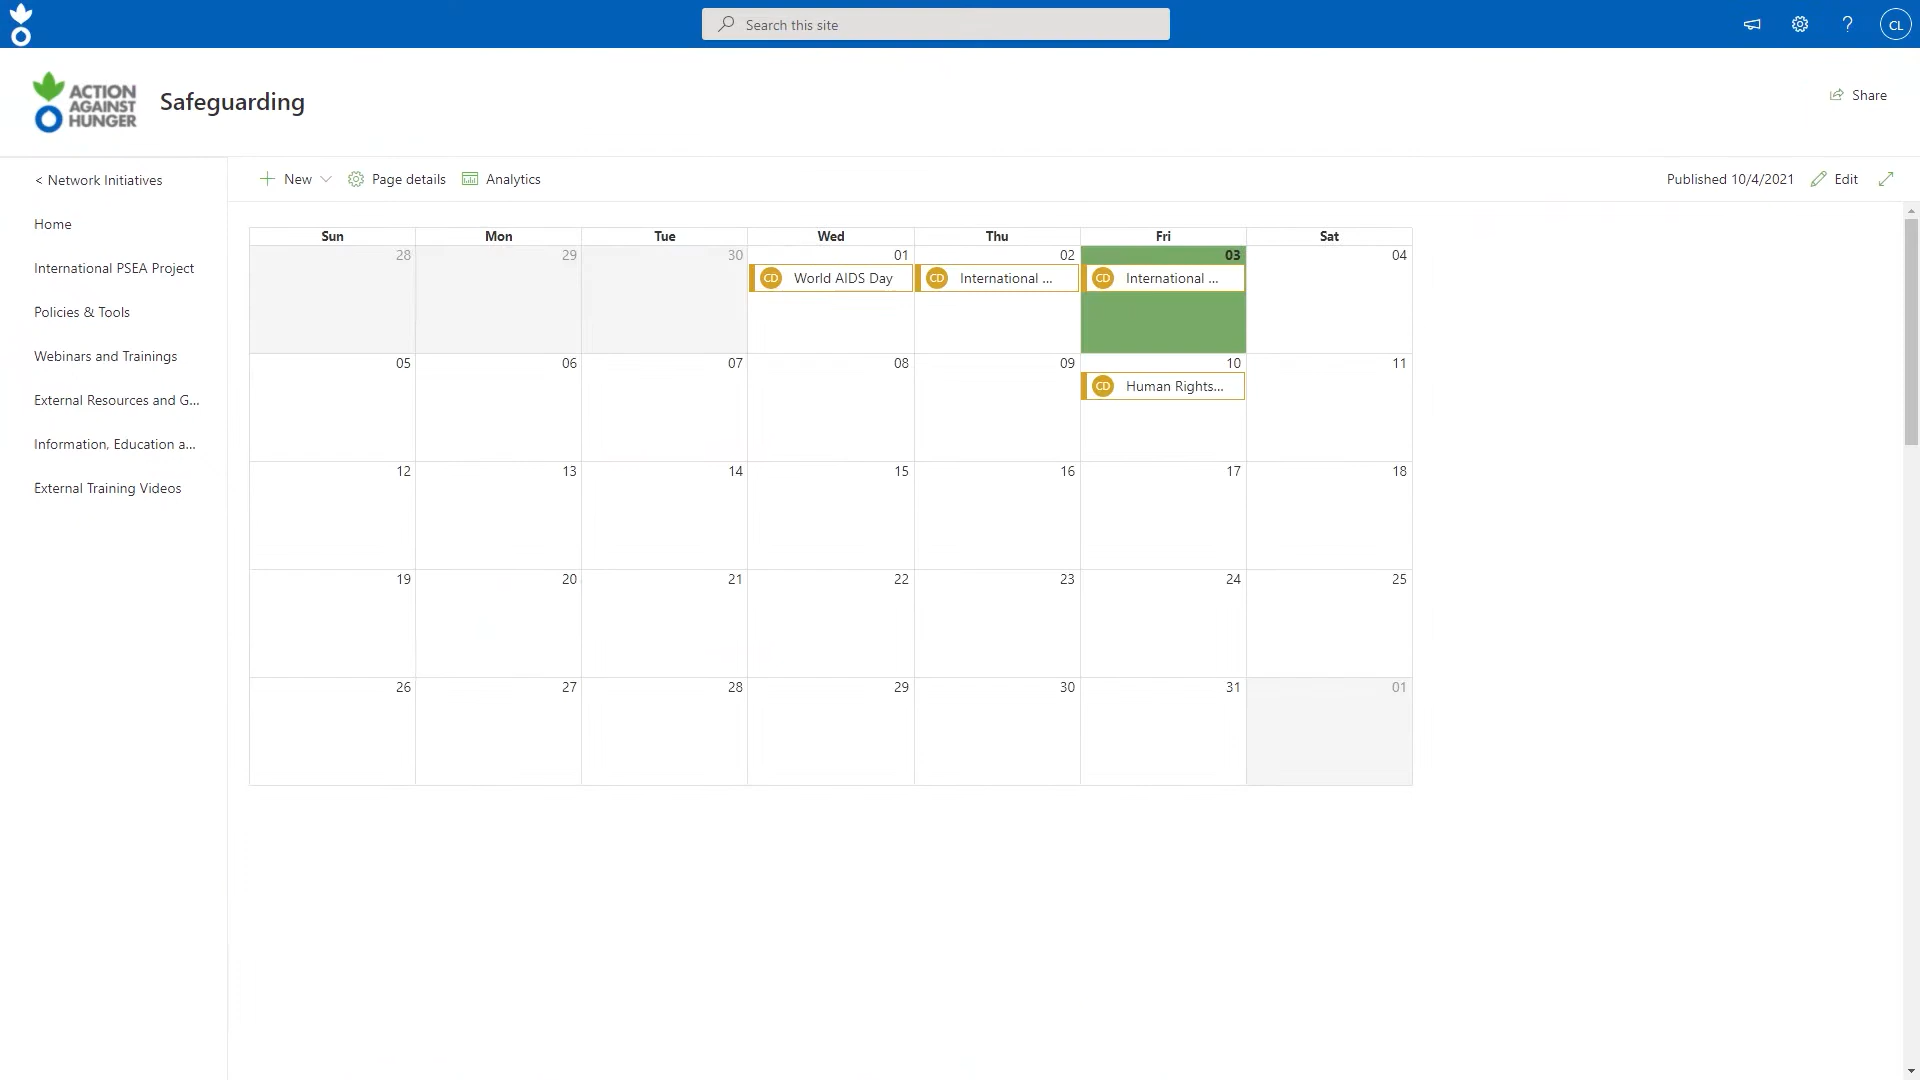 Search this site
CL
ACTION
AGAINST
HUNGER
Safeguarding
Share
< Network Initiatives
Home
International PSEA Project
Policies & Tools
Webinars and Trainings
External Resources and G...
Information, Education a...
External Training Videos
New
Page details
Analytics
Published 10/4/2021
Edit
Sun Mon Tue Wed Thu Fri Sat
28 29 30 01 02 03 04
CD World AIDS Day
CD International ...
CD International ...
05 06 07 08 09 10 11
CD Human Rights...
12 13 14 15 16 17 18
19 20 21 22 23 24 25
26 27 28 29 30 31 01